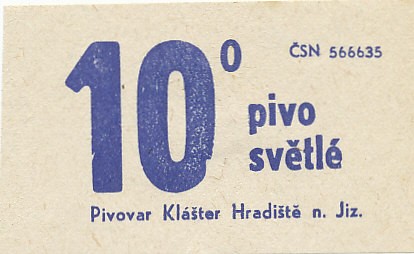 10° ČSN 566635
pivo
světlé
Pivovar Klášter Hradiště n. Jiz.